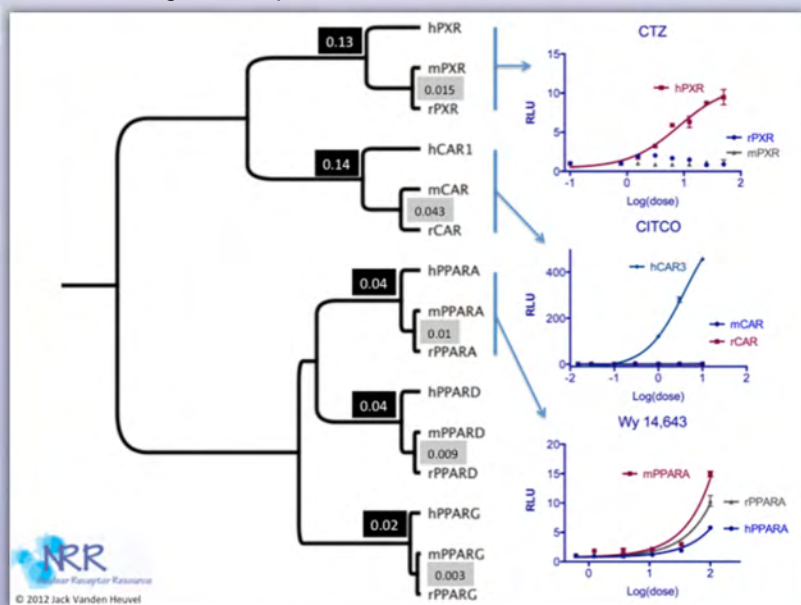 0.13
hPXR
mPXR
0.015
rPXR
0.14
hCAR1
mCAR
0.043
rCAR
0.04
hPPARA
mPPARA
0.01
rPPARA
0.04
hPPARD
mPPARD
0.009
rPPARD
0.02
hPPARG
mPPARG
0.003
rPPARG
CTZ
15
10
5
0
RLU
hPXR
rPXR
mPXR
-1 0 1 2
Log(dose)
CITCO
400
200
0
RLU
hCAR3
mCAR
rCAR
-2 -1 0 1 2
Log(dose)
Wy 14,643
20
15
10
5
0
RLU
mPPARA
rPPARA
hPPARA
0 1 2
Log(dose)
NRR
Nuclear Receptor Resource
© 2012 Jack Vanden Heuvel